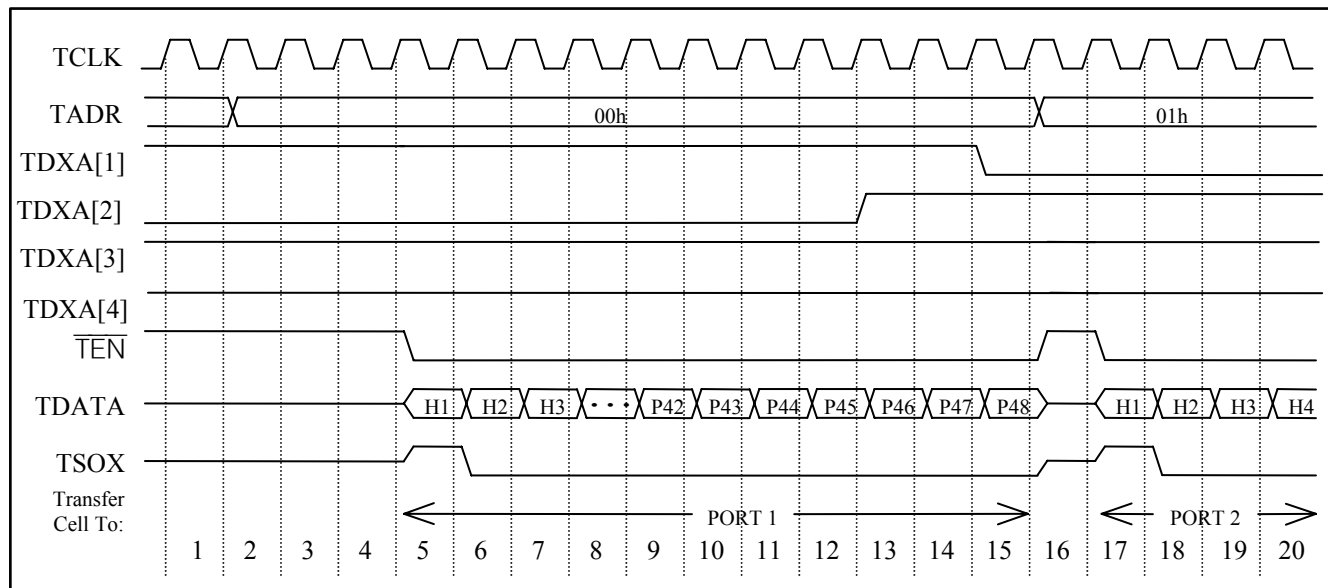 TCLK
TADR 00h 01h
TDXA[1]
TDXA[2]
TDXA[3]
TDXA[4]
TEN
TDATA H1 H2 H3 ••• P42 P43 P44 P45 P46 P47 P48 H1 H2 H3 H4
TSOX
Transfer
Cell To: PORT 1 PORT 2
1 2 3 4 5 6 7 8 9 10 11 12 13 14 15 16 17 18 19 20